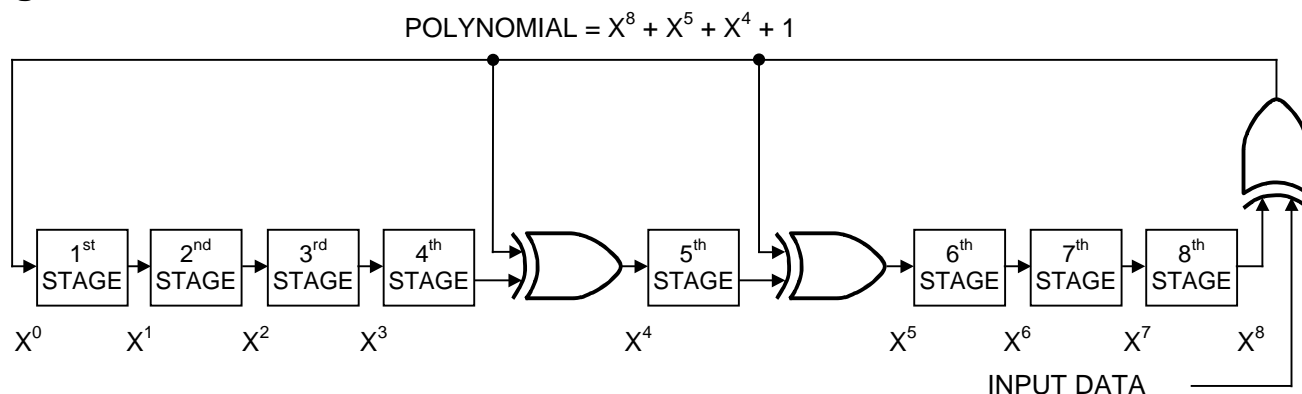 POLYNOMIAL = X⁸ + X⁵ + X⁴ + 1
1ˢᵗ STAGE
2ⁿᵈ STAGE
3ʳᵈ STAGE
4ᵗʰ STAGE
5ᵗʰ STAGE
6ᵗʰ STAGE
7ᵗʰ STAGE
8ᵗʰ STAGE
X⁰ X¹ X² X³ X⁴ X⁵ X⁶ X⁷ X⁸
INPUT DATA